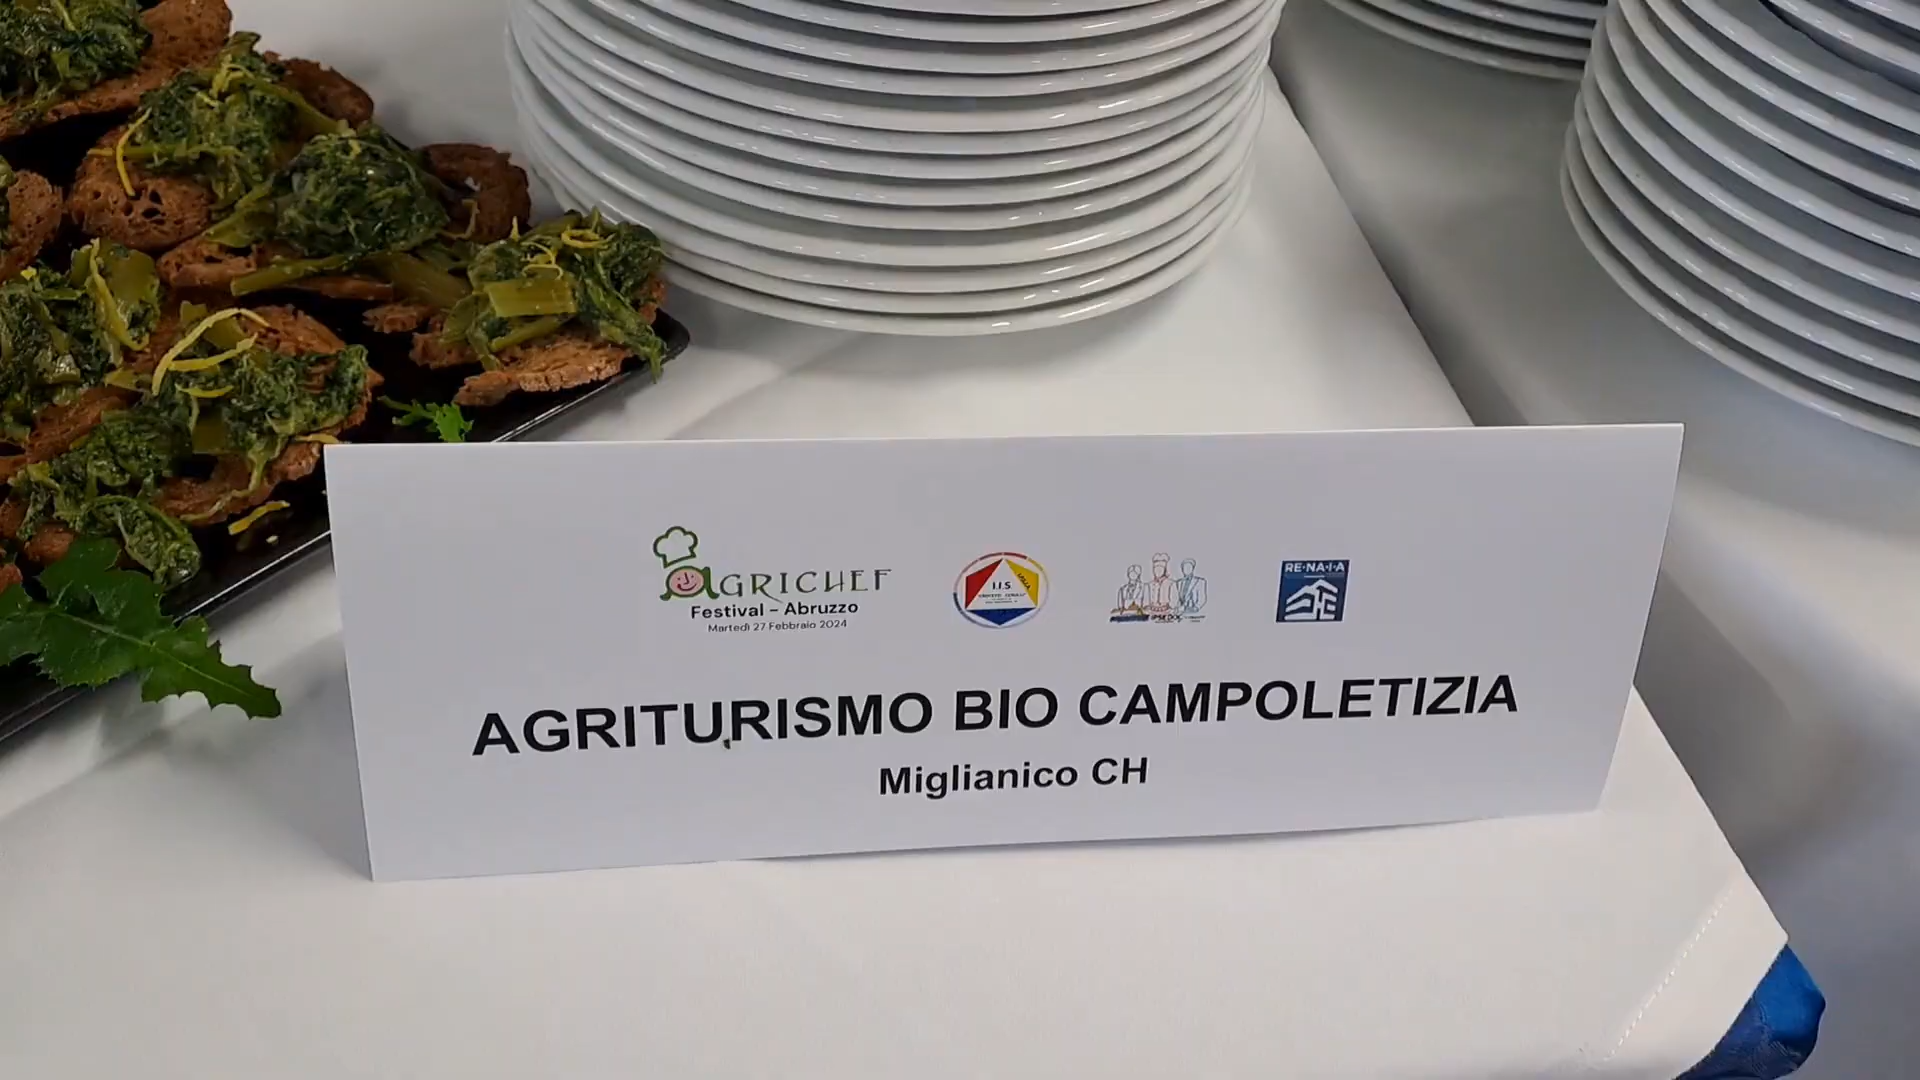 AGRICHEF
Festival - Abruzzo
Martedì 27 Febbraio 2024
I.I.S
RE·NA·I·A
AGRITURISMO BIO CAMPOLETIZIA
Miglianico CH